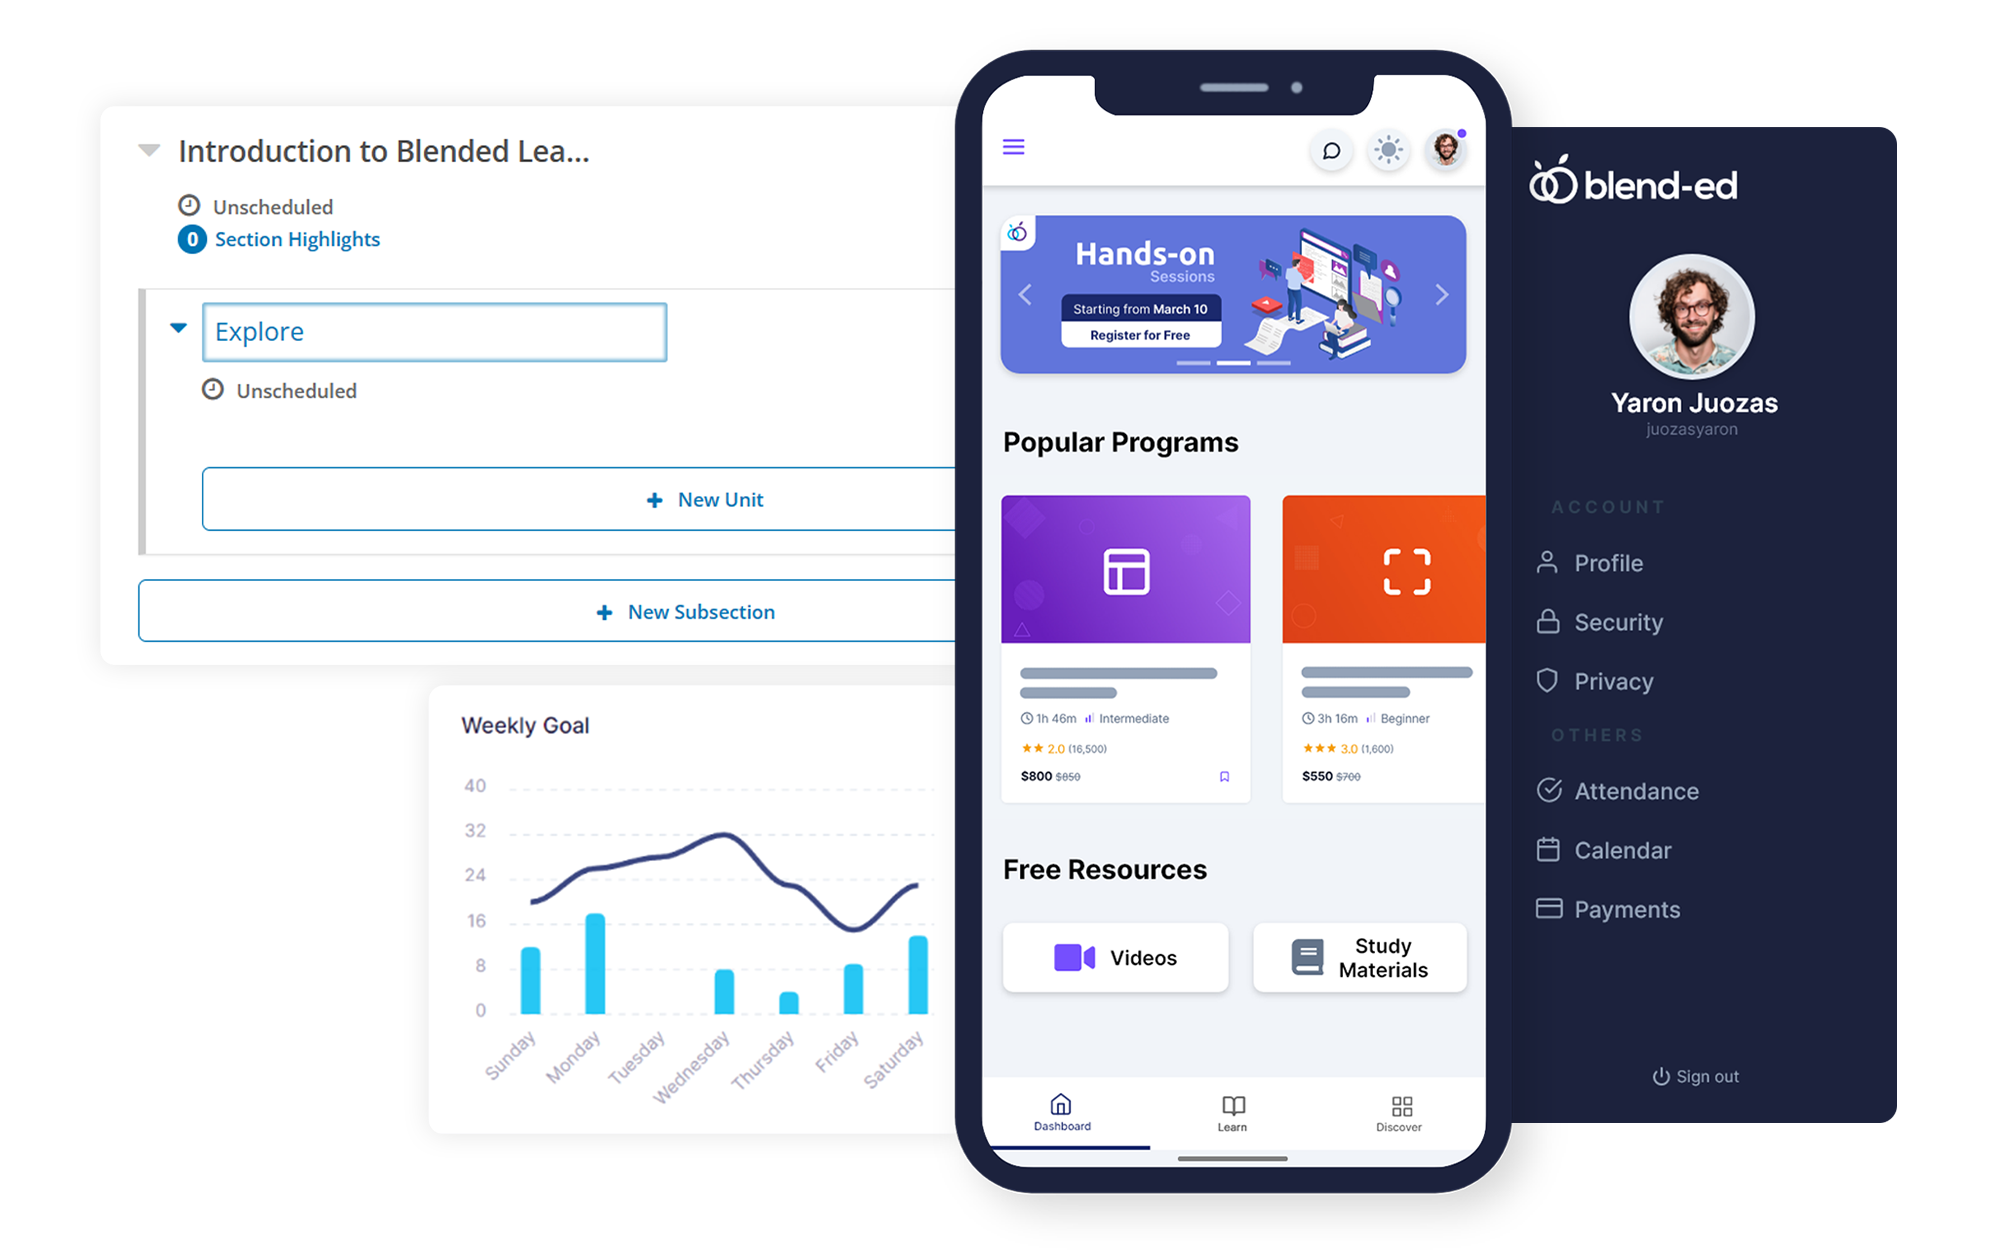 Introduction to Blended Lea...
Unscheduled
0 Section Highlights
Explore
Unscheduled
+ New Unit
+ New Subsection
Weekly Goal
40
32
24
16
8
0
Sunday
Monday
Tuesday
Wednesday
Thursday
Friday
Saturday
Hands-on
Sessions
Starting from March 10
Register for Free
Popular Programs
1h 46m Intermediate
2.0 (16,500)
$800 $850
3h 16m Beginner
3.0 (1,600)
$550 $700
Free Resources
Videos
Study
Materials
Dashboard
Learn
Discover
blend-ed
Yaron Juozas
juozasyaron
ACCOUNT
Profile
Security
Privacy
OTHERS
Attendance
Calendar
Payments
Sign out